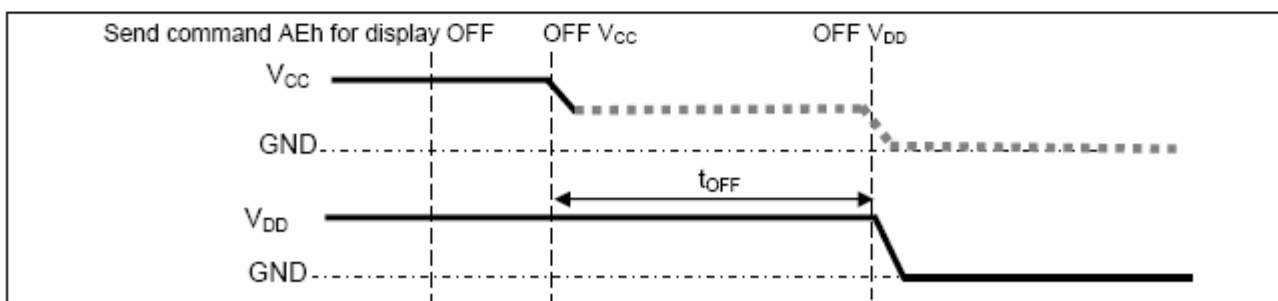 Send command AEh for display OFF OFF VCC OFF VDD
VCC
GND
tOFF
VDD
GND